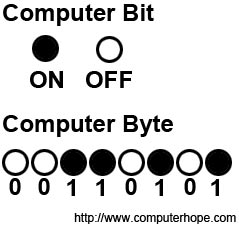 Computer Bit
ON OFF
Computer Byte
0 0 1 1 0 1 0 1
http://www.computerhope.com